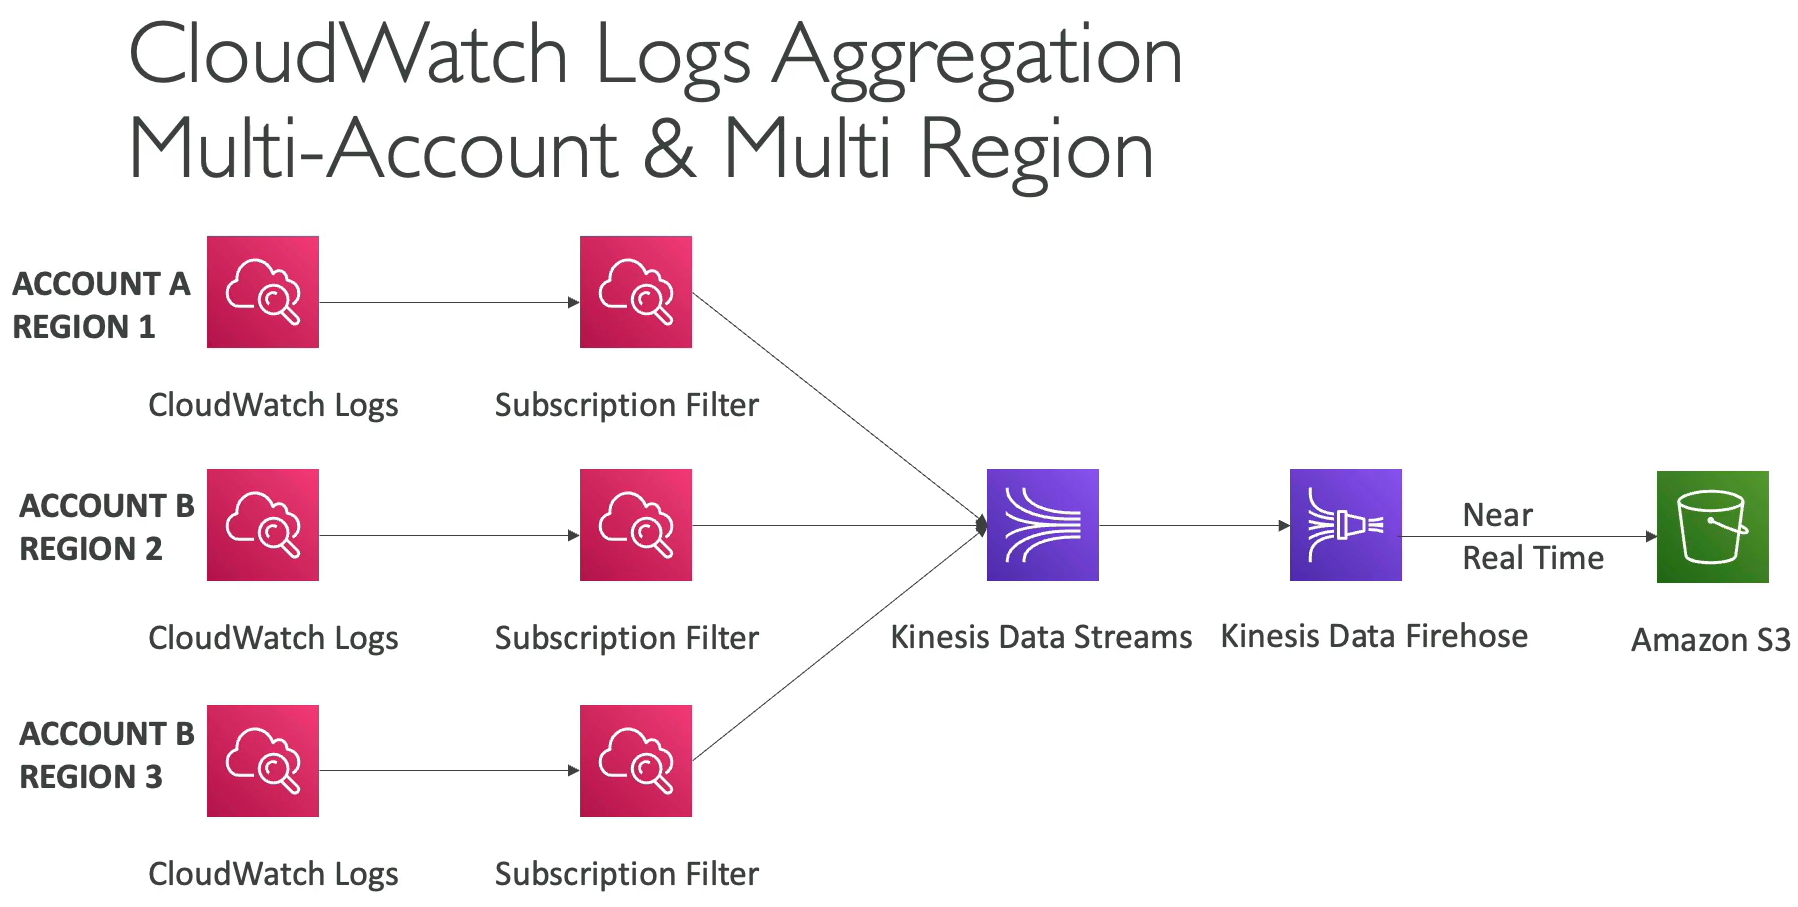 CloudWatch Logs Aggregation
Multi-Account & Multi Region
ACCOUNT A
REGION 1
CloudWatch Logs
Subscription Filter
ACCOUNT B
REGION 2
CloudWatch Logs
Subscription Filter
Kinesis Data Streams
Kinesis Data Firehose
Near
Real Time
Amazon S3
ACCOUNT B
REGION 3
CloudWatch Logs
Subscription Filter